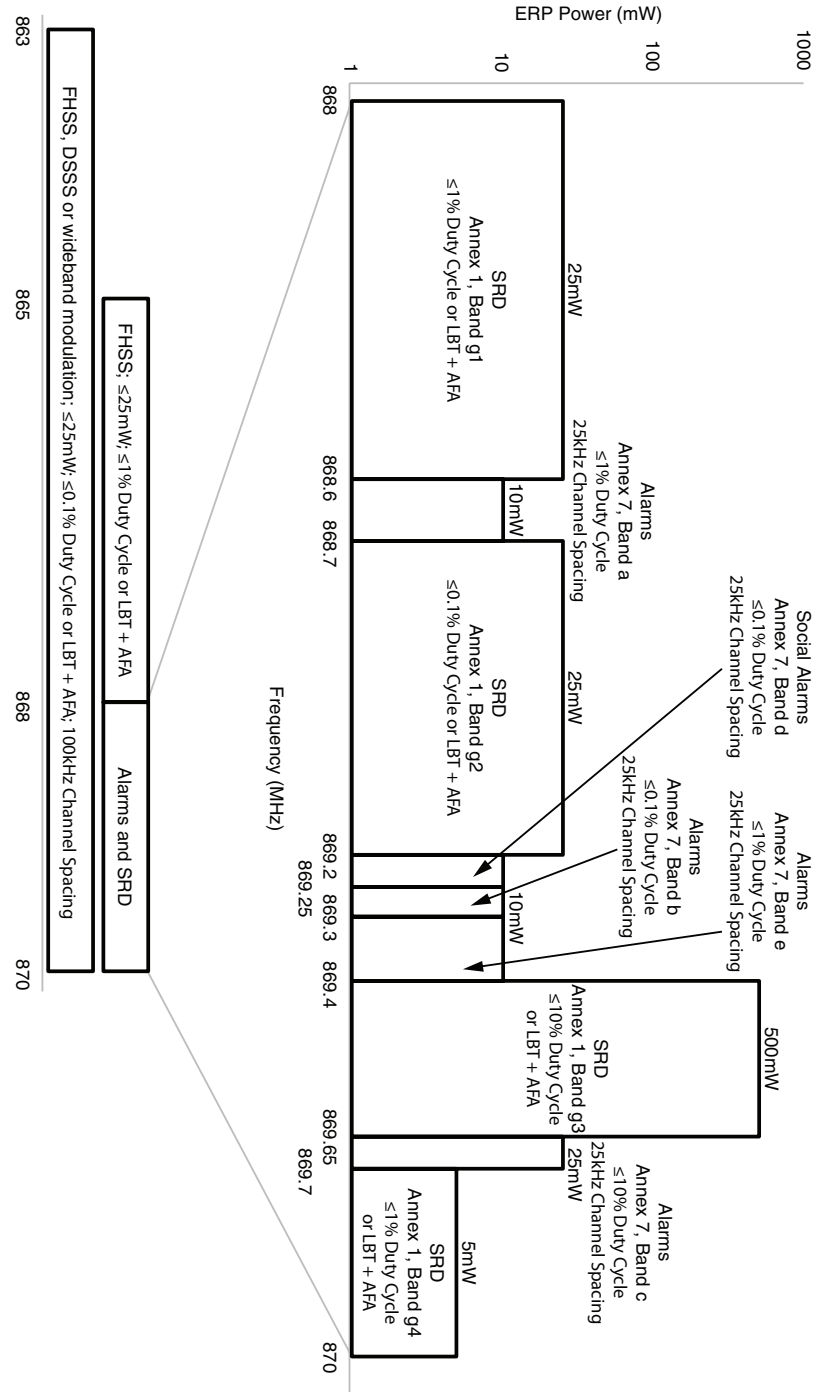 ERP Power (mW)
1000
100
10
1
25mW
SRD
Annex 1, Band g1
≤1% Duty Cycle or LBT + AFA
Alarms
Annex 7, Band a
≤1% Duty Cycle
25kHz Channel Spacing
10mW
25mW
SRD
Annex 1, Band g2
≤0.1% Duty Cycle or LBT + AFA
Social Alarms
Annex 7, Band d
≤0.1% Duty Cycle
25kHz Channel Spacing
Alarms
Annex 7, Band b
≤0.1% Duty Cycle
25kHz Channel Spacing
Alarms
Annex 7, Band e
≤1% Duty Cycle
25kHz Channel Spacing
10mW
500mW
SRD
Annex 1, Band g3
≤10% Duty Cycle
or LBT + AFA
Alarms
Annex 7, Band c
≤10% Duty Cycle
25kHz Channel Spacing
25mW
5mW
SRD
Annex 1, Band g4
≤1% Duty Cycle
or LBT + AFA
868
868.6
868.7
869.2
869.25
869.3
869.4
869.65
869.7
870
Frequency (MHz)
FHSS; ≤25mW; ≤1% Duty Cycle or LBT + AFA
Alarms and SRD
FHSS, DSSS or wideband modulation; ≤25mW; ≤0.1% Duty Cycle or LBT + AFA; 100kHz Channel Spacing
863
865
868
870